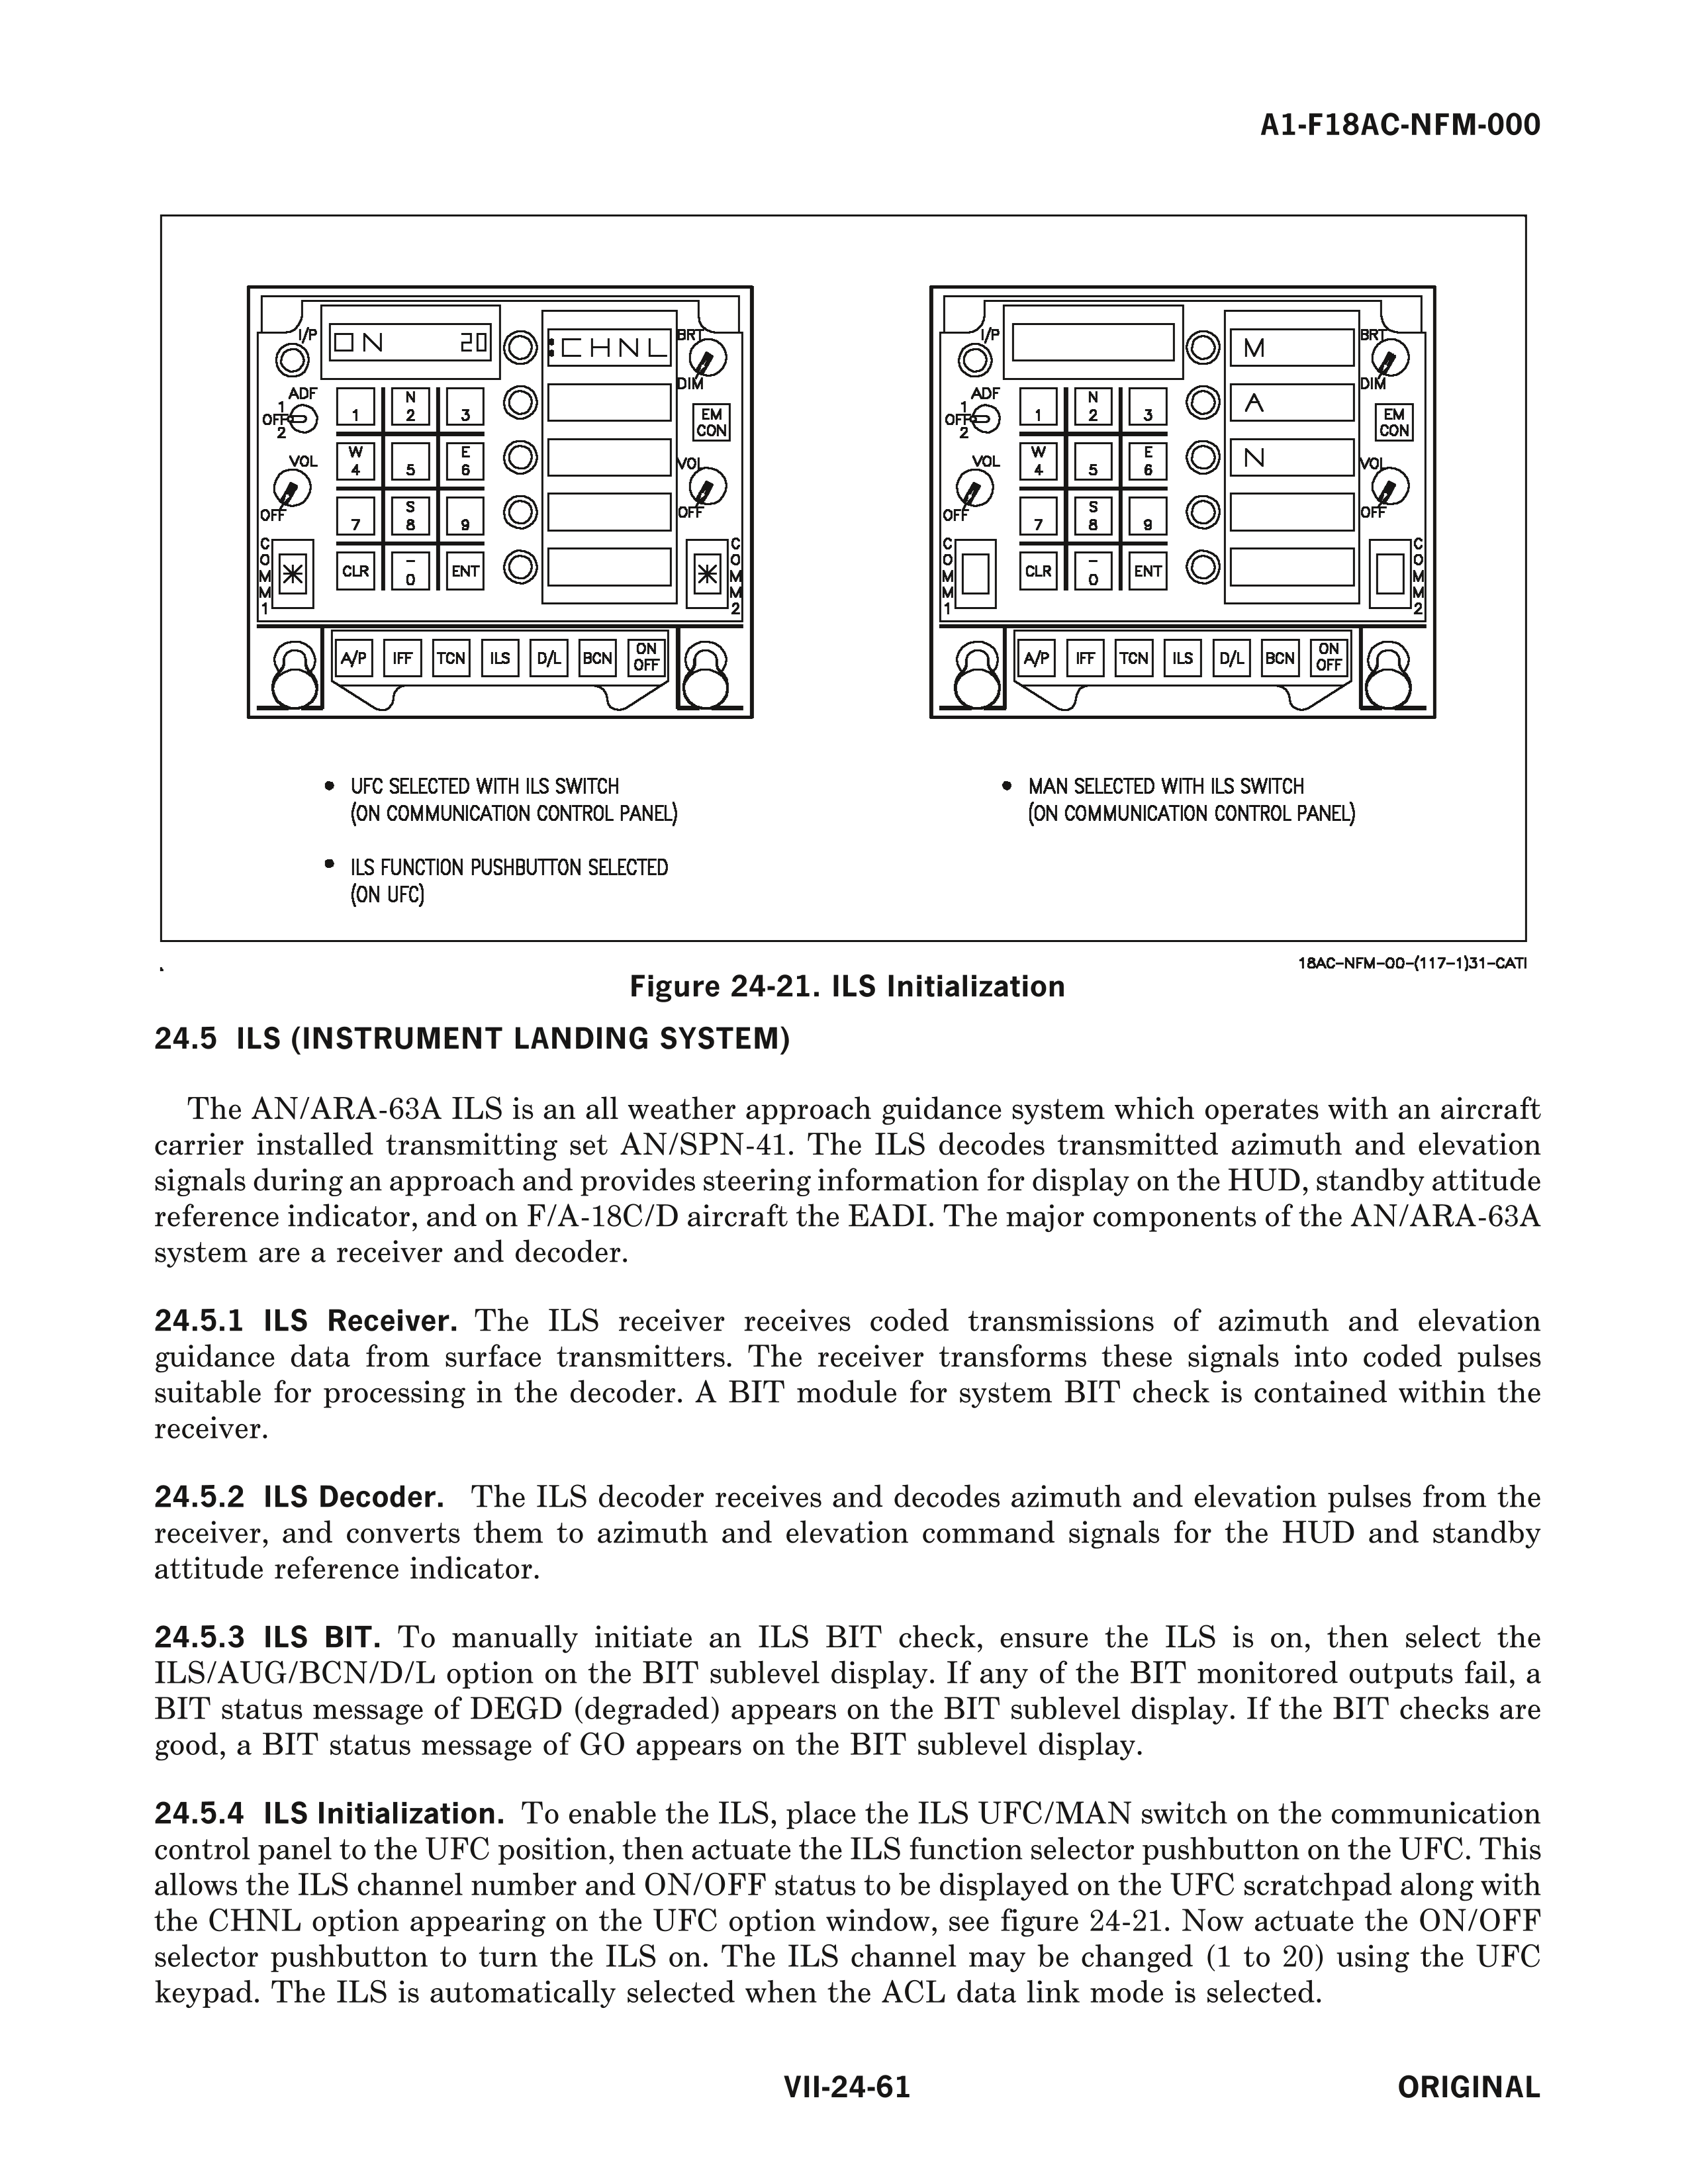 A1-F18AC-NFM-000
I/P
ON 20
:CHNL
BRT
DIM
ADF
1
OFF
2
1
N 2
3
EM CON
VOL
W 4
5
E 6
VOL
OFF
7
S 8
9
OFF
COMM 1
CLR
– 0
ENT
COMM 2
A/P IFF TCN ILS D/L BCN ON OFF
I/P
M
BRT
DIM
ADF
1
OFF
2
1
N 2
3
A
EM CON
VOL
W 4
5
E 6
N
VOL
OFF
7
S 8
9
OFF
COMM 1
CLR
– 0
ENT
COMM 2
A/P IFF TCN ILS D/L BCN ON OFF
• UFC SELECTED WITH ILS SWITCH
(ON COMMUNICATION CONTROL PANEL)
• ILS FUNCTION PUSHBUTTON SELECTED
(ON UFC)
• MAN SELECTED WITH ILS SWITCH
(ON COMMUNICATION CONTROL PANEL)
18AC-NFM-00-(117-1)31-CATI
Figure 24-21. ILS Initialization
24.5 ILS (INSTRUMENT LANDING SYSTEM)
The AN/ARA-63A ILS is an all weather approach guidance system which operates with an aircraft
carrier installed transmitting set AN/SPN-41. The ILS decodes transmitted azimuth and elevation
signals during an approach and provides steering information for display on the HUD, standby attitude
reference indicator, and on F/A-18C/D aircraft the EADI. The major components of the AN/ARA-63A
system are a receiver and decoder.
24.5.1 ILS Receiver. The ILS receiver receives coded transmissions of azimuth and elevation
guidance data from surface transmitters. The receiver transforms these signals into coded pulses
suitable for processing in the decoder. A BIT module for system BIT check is contained within the
receiver.
24.5.2 ILS Decoder. The ILS decoder receives and decodes azimuth and elevation pulses from the
receiver, and converts them to azimuth and elevation command signals for the HUD and standby
attitude reference indicator.
24.5.3 ILS BIT. To manually initiate an ILS BIT check, ensure the ILS is on, then select the
ILS/AUG/BCN/D/L option on the BIT sublevel display. If any of the BIT monitored outputs fail, a
BIT status message of DEGD (degraded) appears on the BIT sublevel display. If the BIT checks are
good, a BIT status message of GO appears on the BIT sublevel display.
24.5.4 ILS Initialization. To enable the ILS, place the ILS UFC/MAN switch on the communication
control panel to the UFC position, then actuate the ILS function selector pushbutton on the UFC. This
allows the ILS channel number and ON/OFF status to be displayed on the UFC scratchpad along with
the CHNL option appearing on the UFC option window, see figure 24-21. Now actuate the ON/OFF
selector pushbutton to turn the ILS on. The ILS channel may be changed (1 to 20) using the UFC
keypad. The ILS is automatically selected when the ACL data link mode is selected.
VII-24-61
ORIGINAL